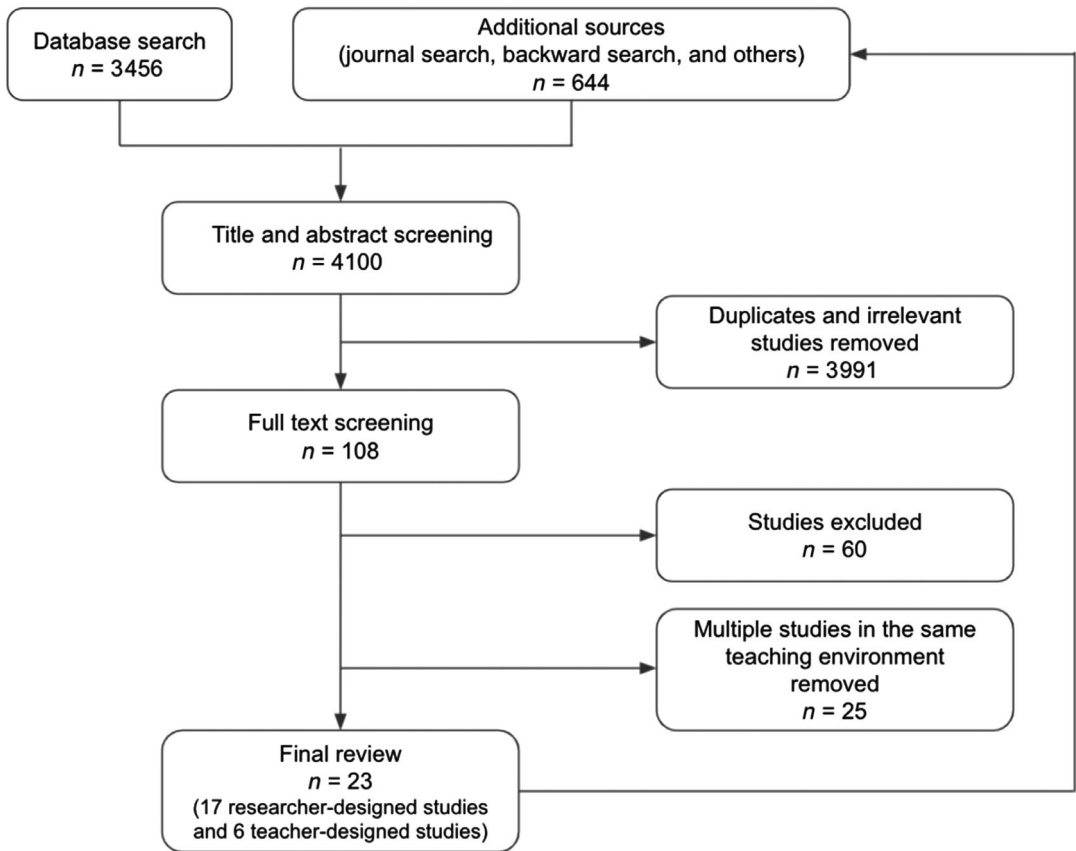 Database search
n = 3456
Additional sources
(journal search, backward search, and others)
n = 644
Title and abstract screening
n = 4100
Duplicates and irrelevant
studies removed
n = 3991
Full text screening
n = 108
Studies excluded
n = 60
Multiple studies in the same
teaching environment
removed
n = 25
Final review
n = 23
(17 researcher-designed studies
and 6 teacher-designed studies)